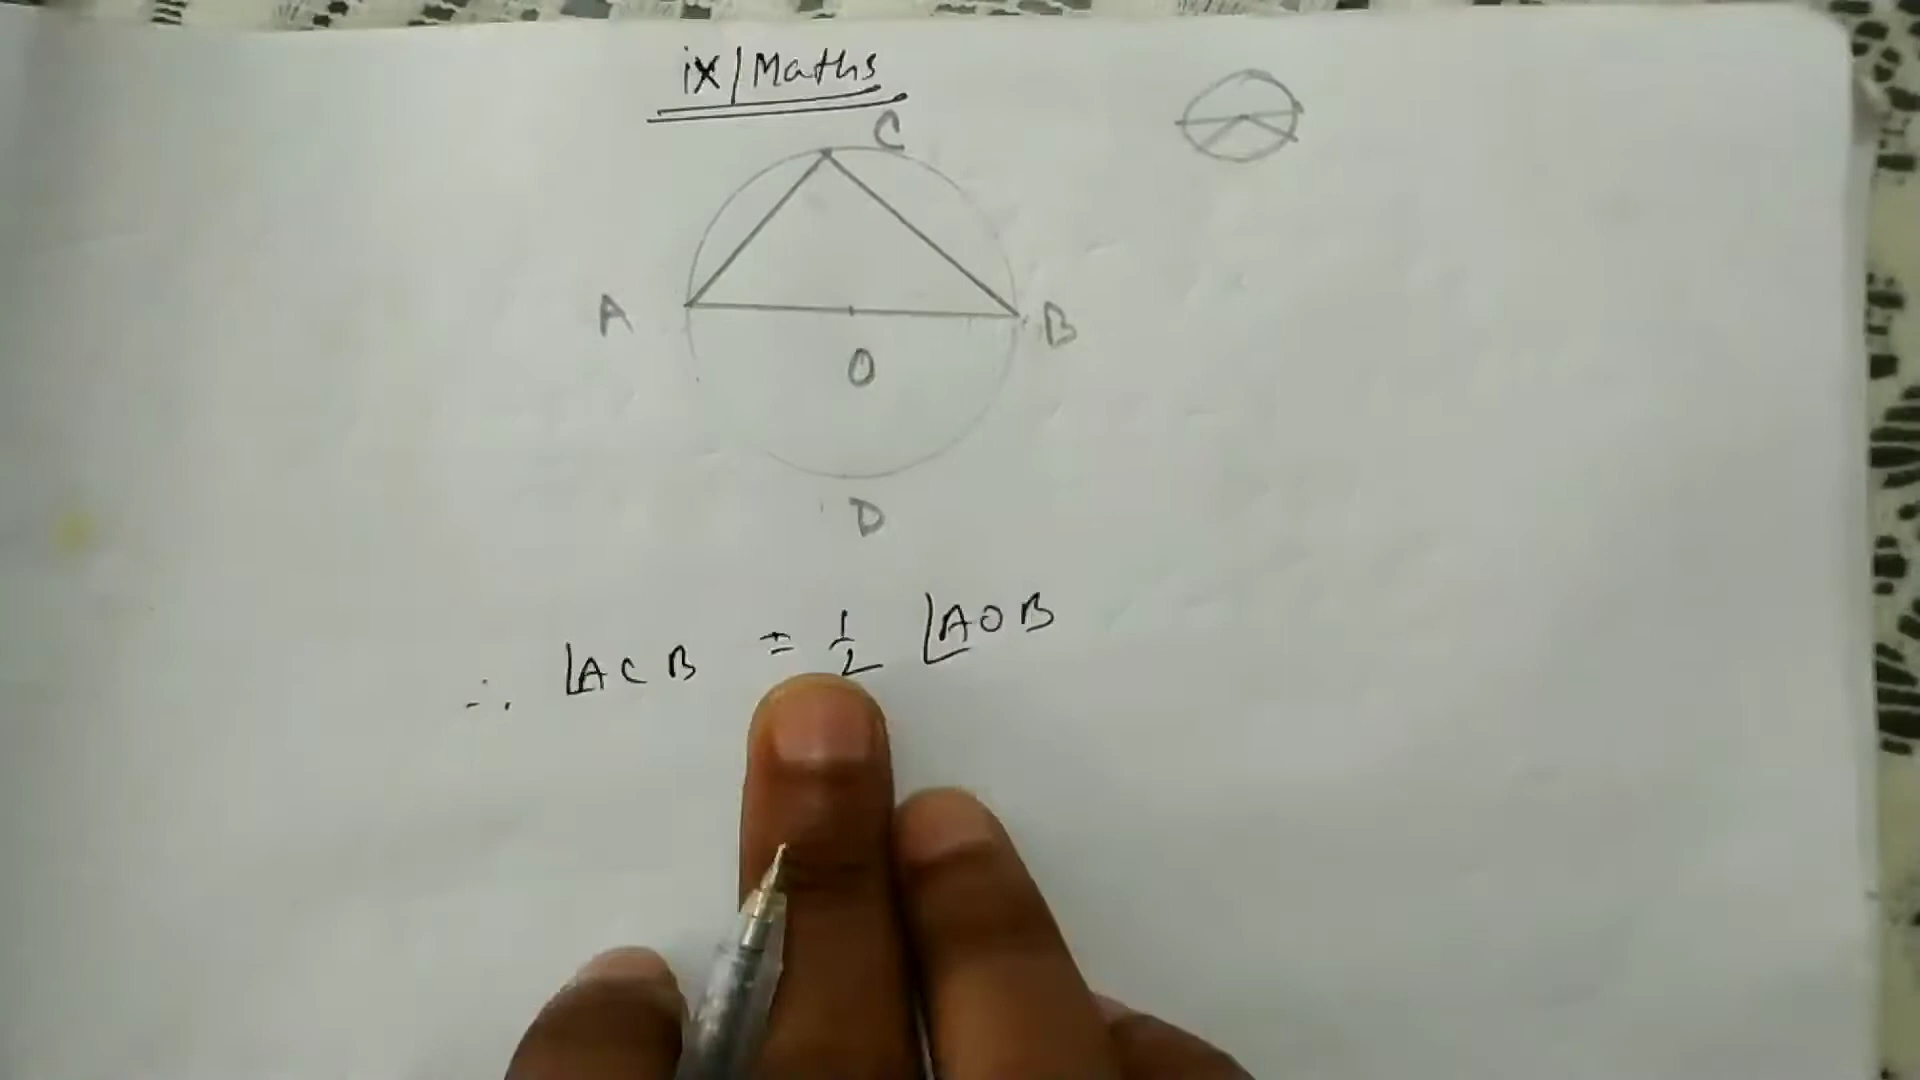 ix/Maths
C
A
B
O
D
∴ ∠ACB = 1/2 ∠AOB